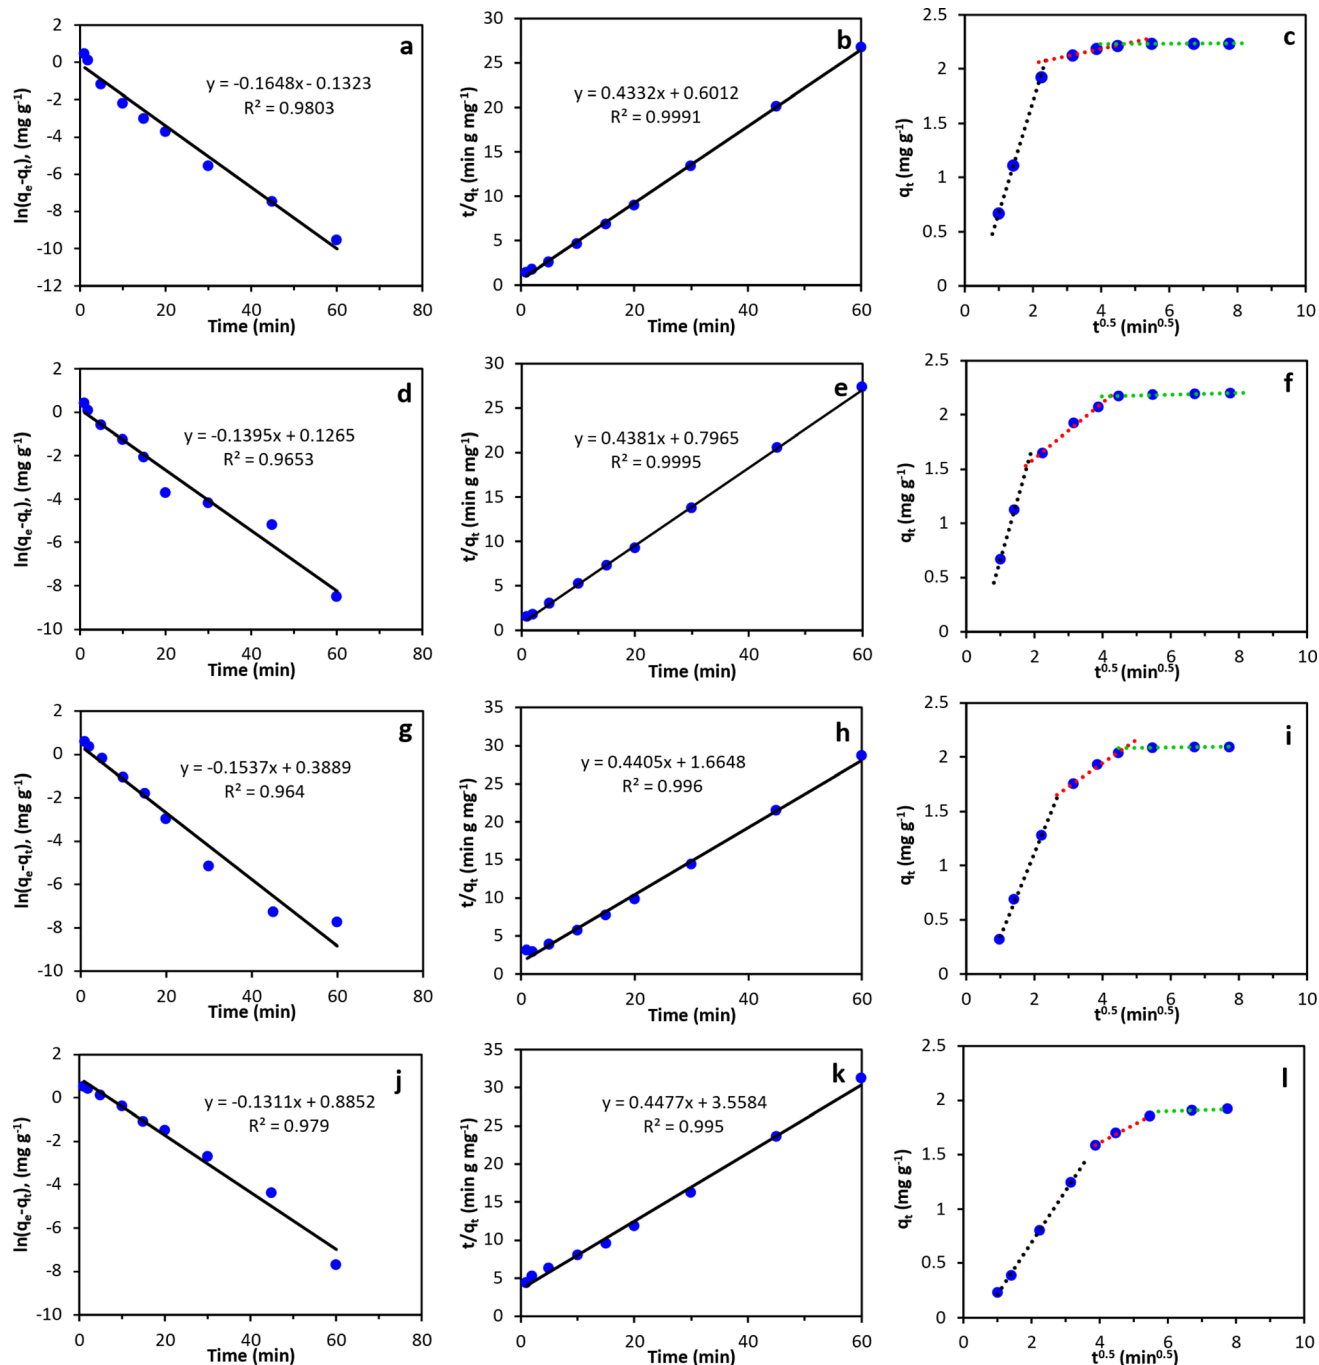 a
2
0
-2
-4
-6
-8
-10
-12
0 20 40 60 80
y = -0.1648x - 0.1323
R² = 0.9803
ln(qₑ-qₜ), (mg g⁻¹)
Time (min)
b
30
25
20
15
10
5
0
0 20 40 60
y = 0.4332x + 0.6012
R² = 0.9991
t/qₜ (min g mg⁻¹)
Time (min)
c
2.5
2
1.5
1
0.5
0
0 2 4 6 8 10
qₜ (mg g⁻¹)
t⁰·⁵ (min⁰·⁵)
d
2
0
-2
-4
-6
-8
-10
0 20 40 60 80
y = -0.1395x + 0.1265
R² = 0.9653
ln(qₑ-qₜ), (mg g⁻¹)
Time (min)
e
30
25
20
15
10
5
0
0 20 40 60
y = 0.4381x + 0.7965
R² = 0.9995
t/qₜ (min g mg⁻¹)
Time (min)
f
2.5
2
1.5
1
0.5
0
0 2 4 6 8 10
qₜ (mg g⁻¹)
t⁰·⁵ (min⁰·⁵)
g
2
0
-2
-4
-6
-8
-10
0 20 40 60 80
y = -0.1537x + 0.3889
R² = 0.964
ln(qₑ-qₜ), (mg g⁻¹)
Time (min)
h
35
30
25
20
15
10
5
0
0 20 40 60
y = 0.4405x + 1.6648
R² = 0.996
t/qₜ (min g mg⁻¹)
Time (min)
i
2.5
2
1.5
1
0.5
0
0 2 4 6 8 10
qₜ (mg g⁻¹)
t⁰·⁵ (min⁰·⁵)
j
2
0
-2
-4
-6
-8
-10
0 20 40 60 80
y = -0.1311x + 0.8852
R² = 0.979
ln(qₑ-qₜ), (mg g⁻¹)
Time (min)
k
35
30
25
20
15
10
5
0
0 20 40 60
y = 0.4477x + 3.5584
R² = 0.995
t/qₜ (min g mg⁻¹)
Time (min)
l
2.5
2
1.5
1
0.5
0
0 2 4 6 8 10
qₜ (mg g⁻¹)
t⁰·⁵ (min⁰·⁵)